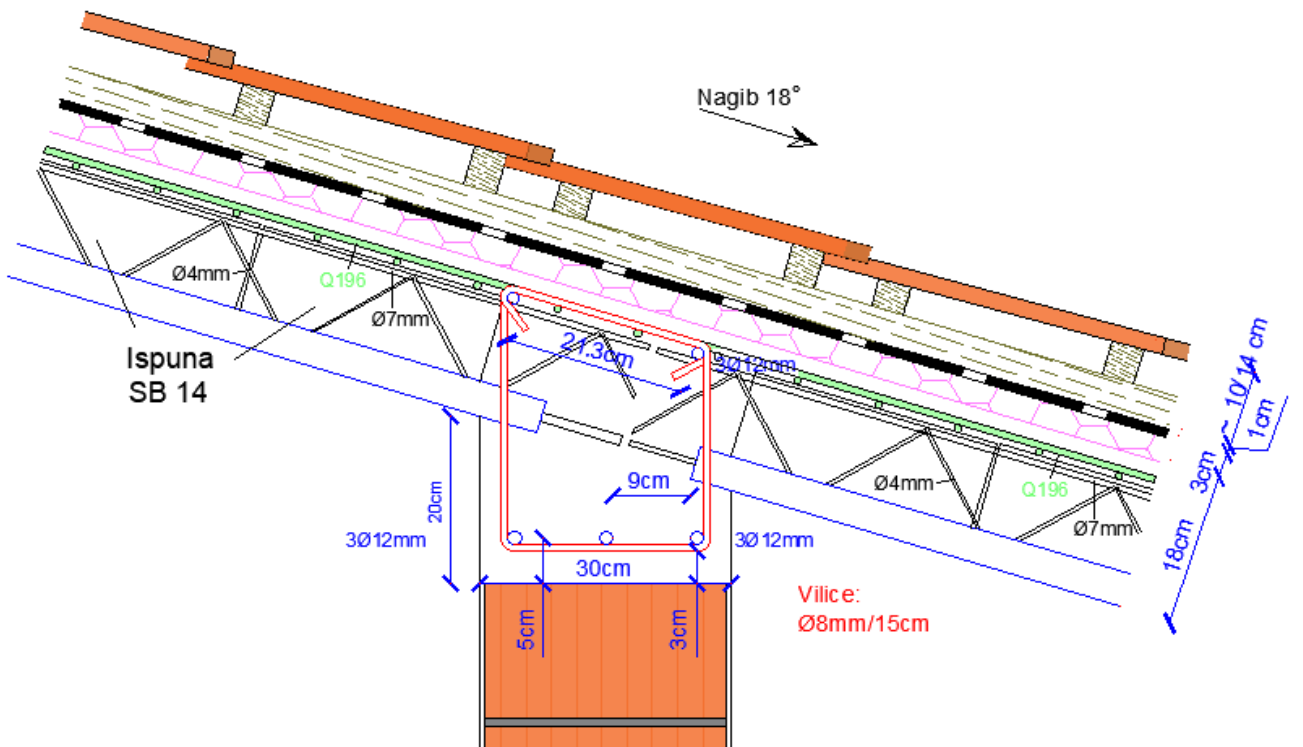 Nagib 18°
Ø4mm
Q196
Ø7mm
Ispuna
SB 14
21.3cm
3Ø12mm
~ 10/14 cm
1cm
3cm
18cm
9cm
Ø4mm
Q196
Ø7mm
20cm
3Ø12mm
3Ø12mm
30cm
5cm
3cm
Vilice:
Ø8mm/15cm